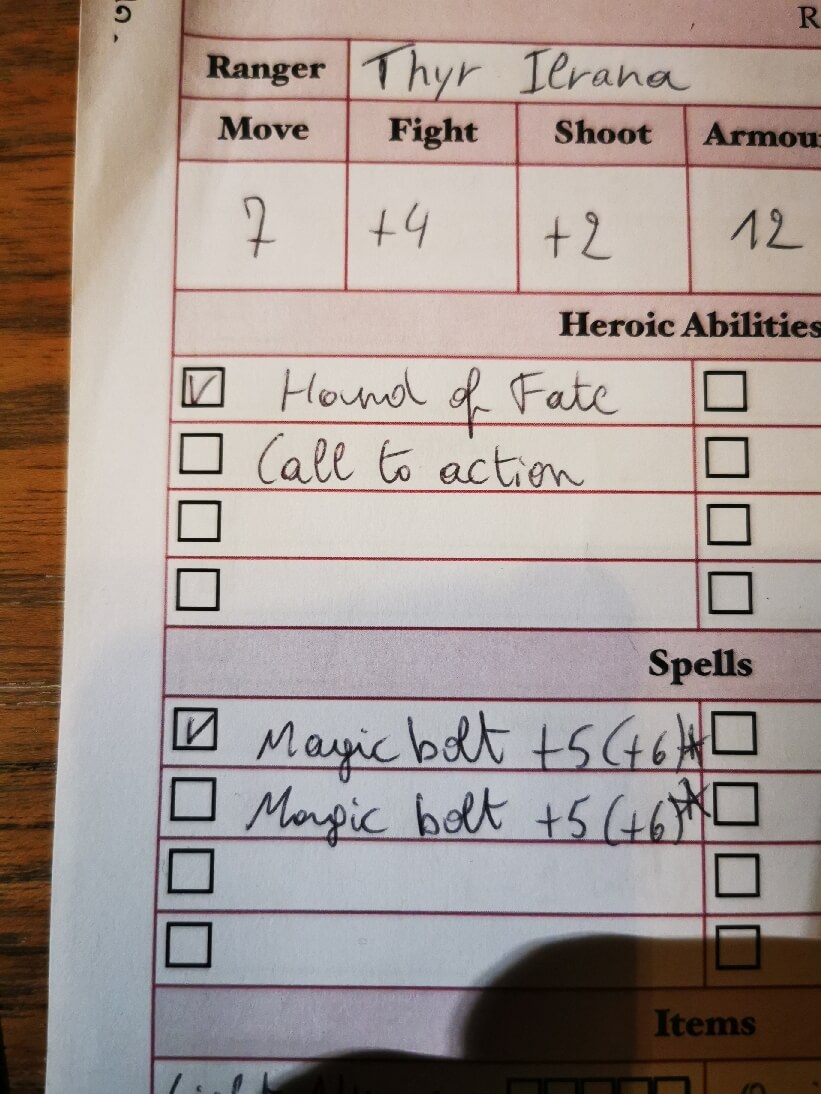 R
Ranger Thyr Ilrana
Move Fight Shoot Armou
7 +4 +2 12
Heroic Abilities
Hound of Fate
Call to action
Spells
Magic bolt +5 (+6)*
Magic bolt +5 (+6)*
Items